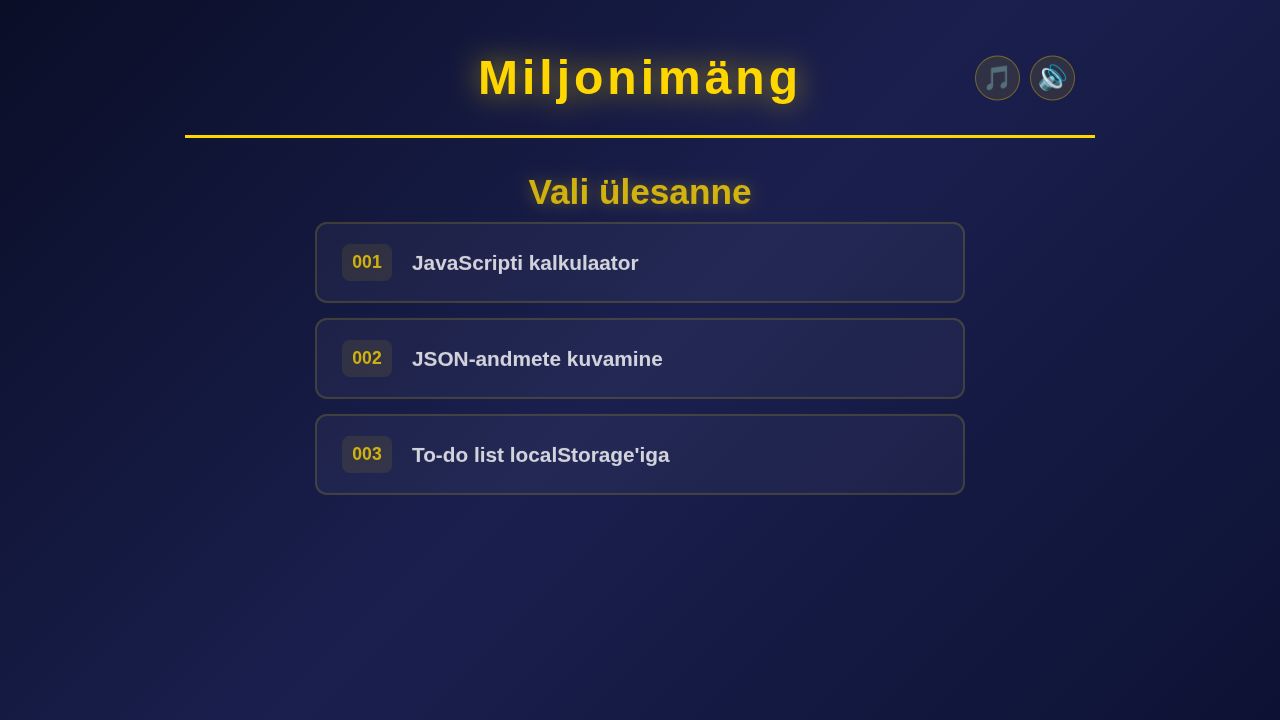 Miljonimäng
Vali ülesanne
001 JavaScripti kalkulaator
002 JSON-andmete kuvamine
003 To-do list localStorage'iga